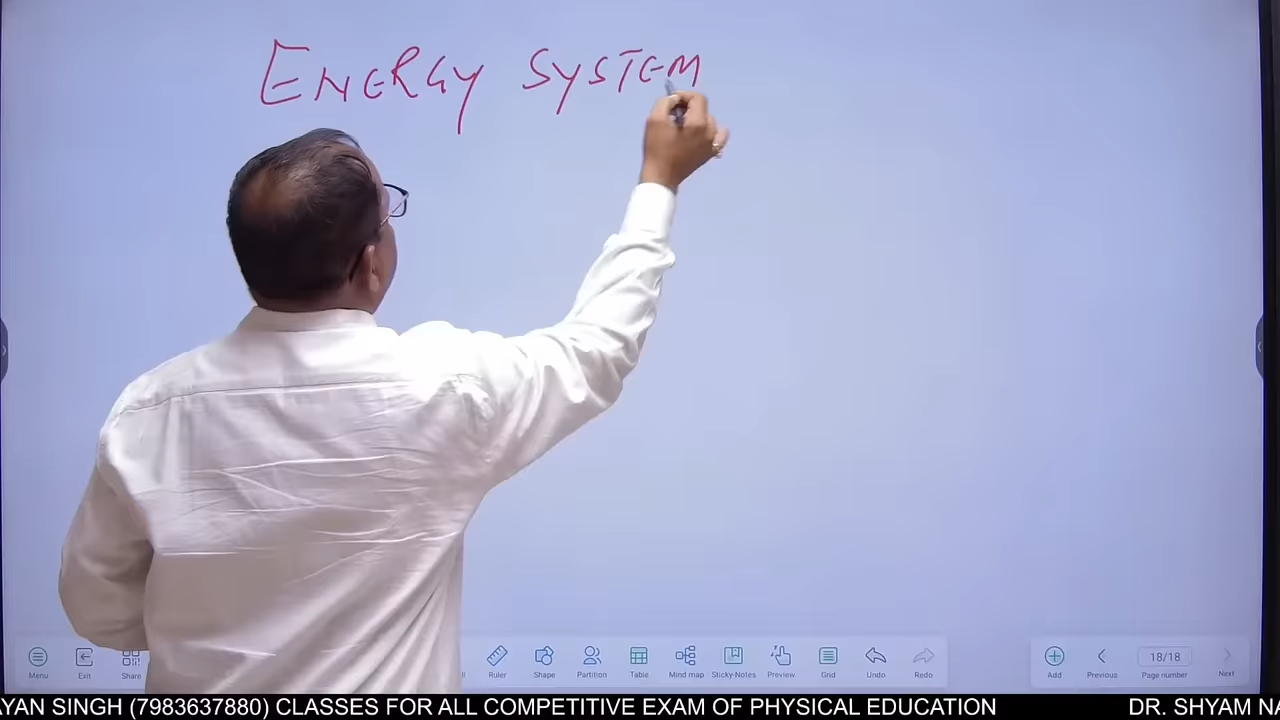 ENERGY SYSTEM
Menu Exit Share Ruler Shape Partition Table Mind map Sticky-Notes Preview Grid Undo Redo Add Previous 18/18 Page number Next
AYAN SINGH (7983637880) CLASSES FOR ALL COMPETITIVE EXAM OF PHYSICAL EDUCATION DR. SHYAM NA